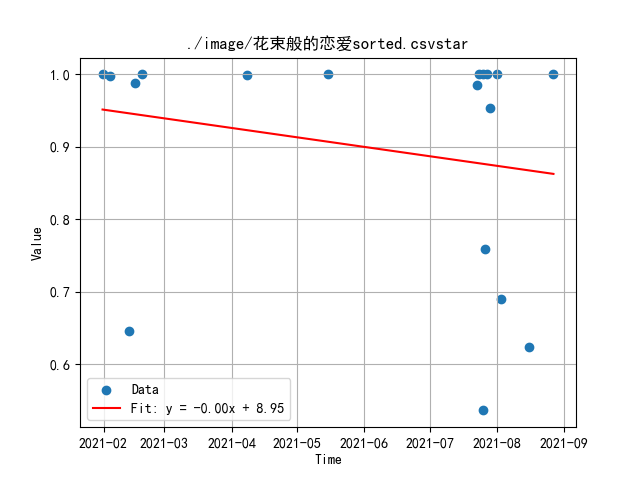 ./image/花束般的恋爱sorted.csvstar
1.0
0.9
0.8
0.7
0.6
Value
Data
Fit: y = -0.00x + 8.95
2021-02 2021-03 2021-04 2021-05 2021-06 2021-07 2021-08 2021-09
Time